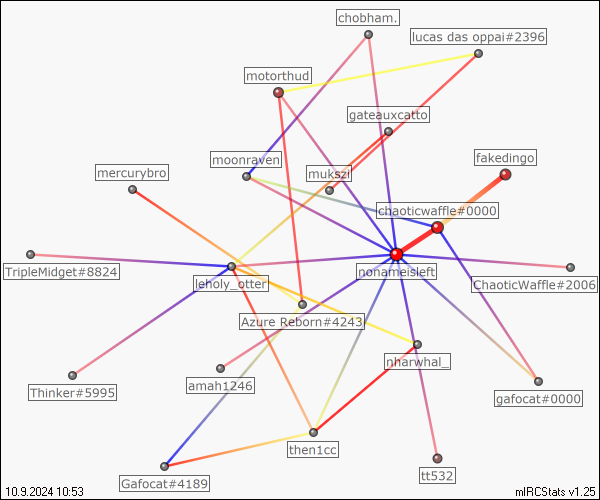 chobham.
lucas das oppai#2396
motorthud
gateauxcatto
fakedingo
moonraven
mukszi
mercurybro
chaoticwaffle#0000
TripleMidget#8824
nonameisleft
ChaoticWaffle#2006
leholy_otter
Azure Reborn#4243
nharwhal_
Thinker#5995
amah1246
gafocat#0000
then1cc
Gafocat#4189
tt532
10.9.2024 10:53
mIRCStats v1.25